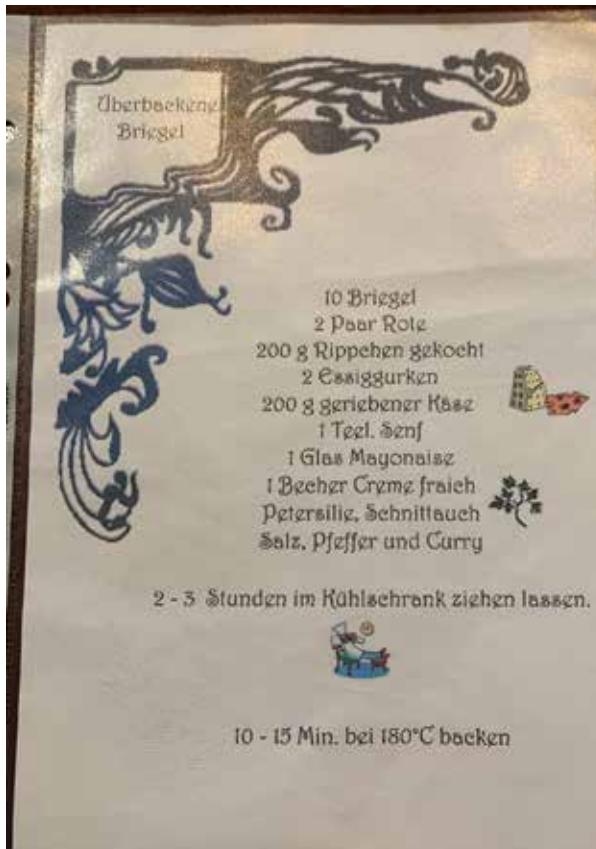 Überbackene
Briegel
10 Briegel
2 Paar Rote
200 g Rippchen gekocht
2 Essiggurken
200 g geriebener Käse
1 Teel. Senf
1 Glas Mayonaise
1 Becher Creme fraich
Petersilie, Schnittauch
Salz, Pfeffer und Curry
2 - 3 Stunden im Kühlschrank ziehen lassen.
10 - 15 Min. bei 180°C backen